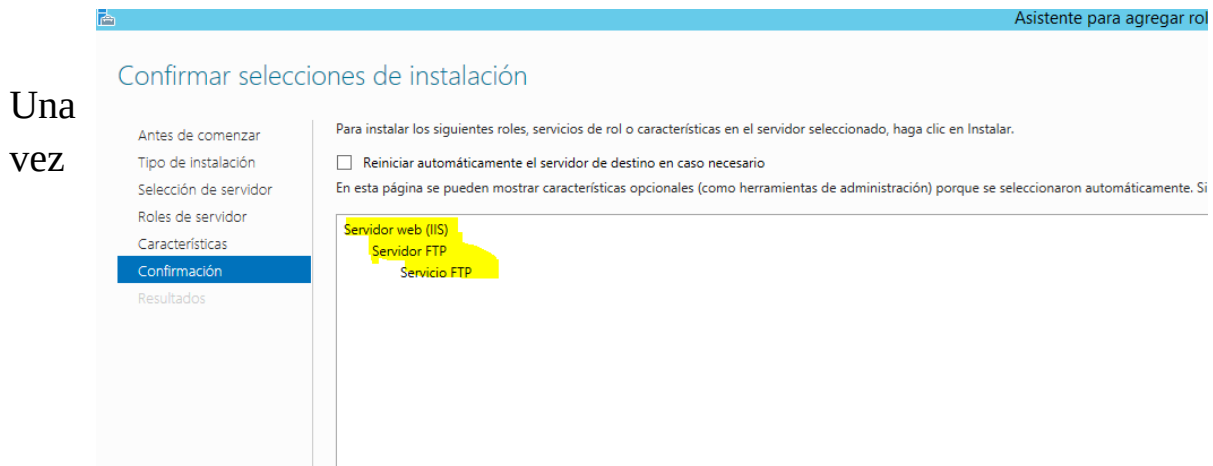 Asistente para agregar rol
Confirmar selecciones de instalación
Una
vez
Antes de comenzar
Tipo de instalación
Selección de servidor
Roles de servidor
Características
Confirmación
Resultados
Para instalar los siguientes roles, servicios de rol o características en el servidor seleccionado, haga clic en Instalar.
Reiniciar automáticamente el servidor de destino en caso necesario
En esta página se pueden mostrar características opcionales (como herramientas de administración) porque se seleccionaron automáticamente. Si
Servidor web (IIS)
Servidor FTP
Servicio FTP